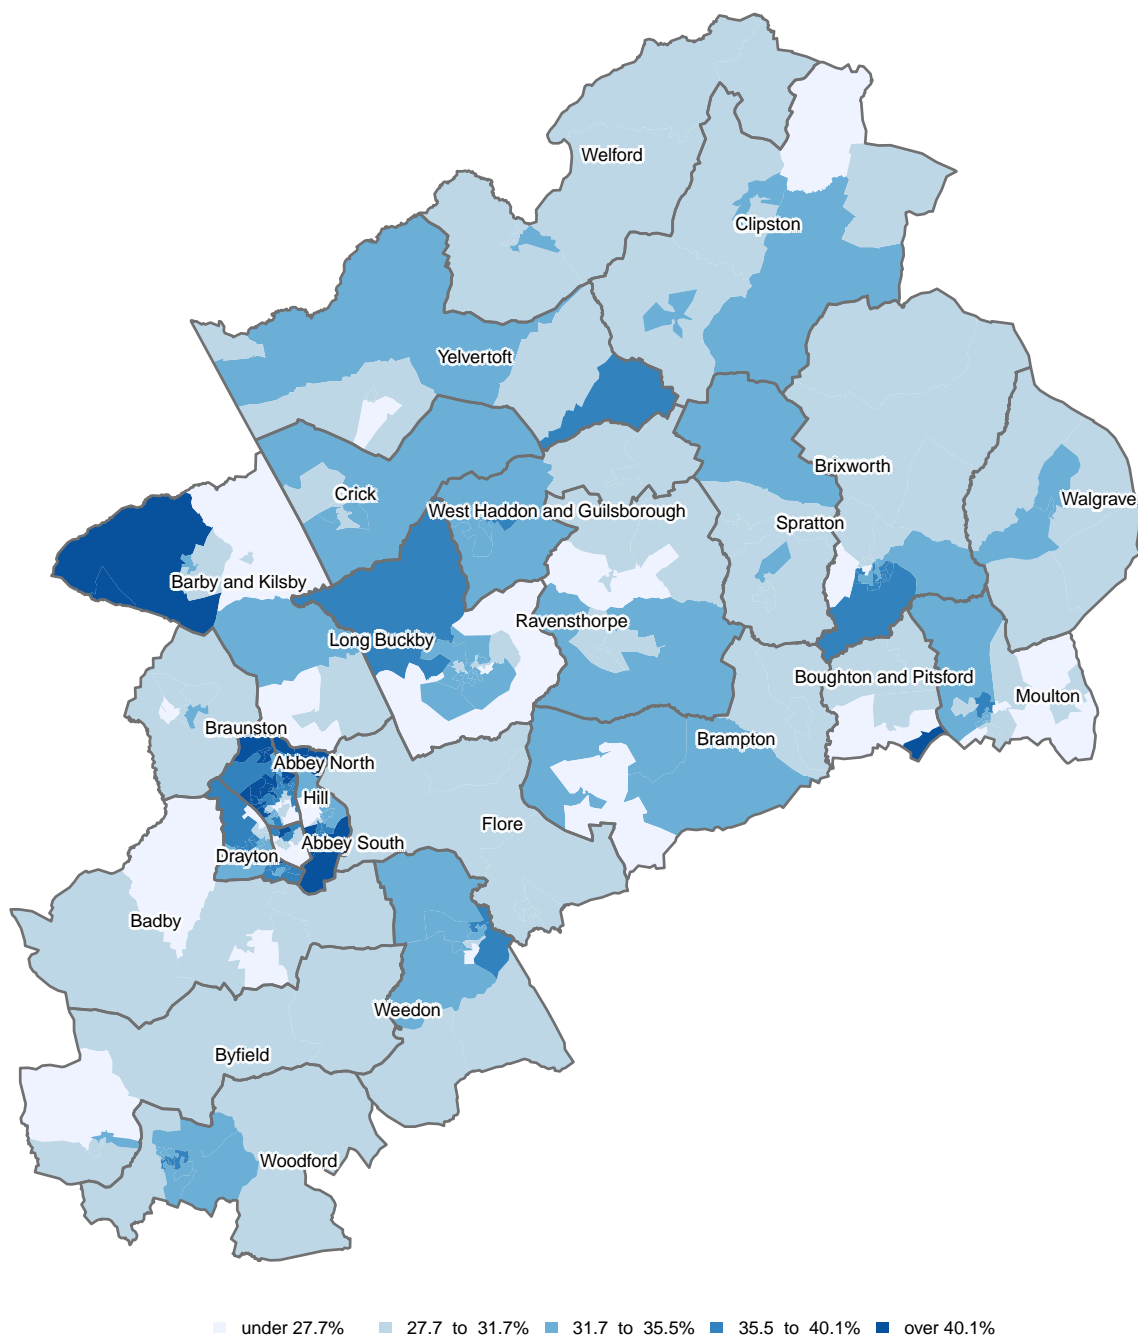 Welford
Clipston
Yelvertoft
Brixworth
Crick
Walgrave
West Haddon and Guilsborough
Spratton
Barby and Kilsby
Ravensthorpe
Long Buckby
Boughton and Pitsford
Moulton
Braunston
Brampton
Abbey North
Hill
Flore
Abbey South
Drayton
Badby
Weedon
Byfield
Woodford
under 27.7% 27.7 to 31.7% 31.7 to 35.5% 35.5 to 40.1% over 40.1%